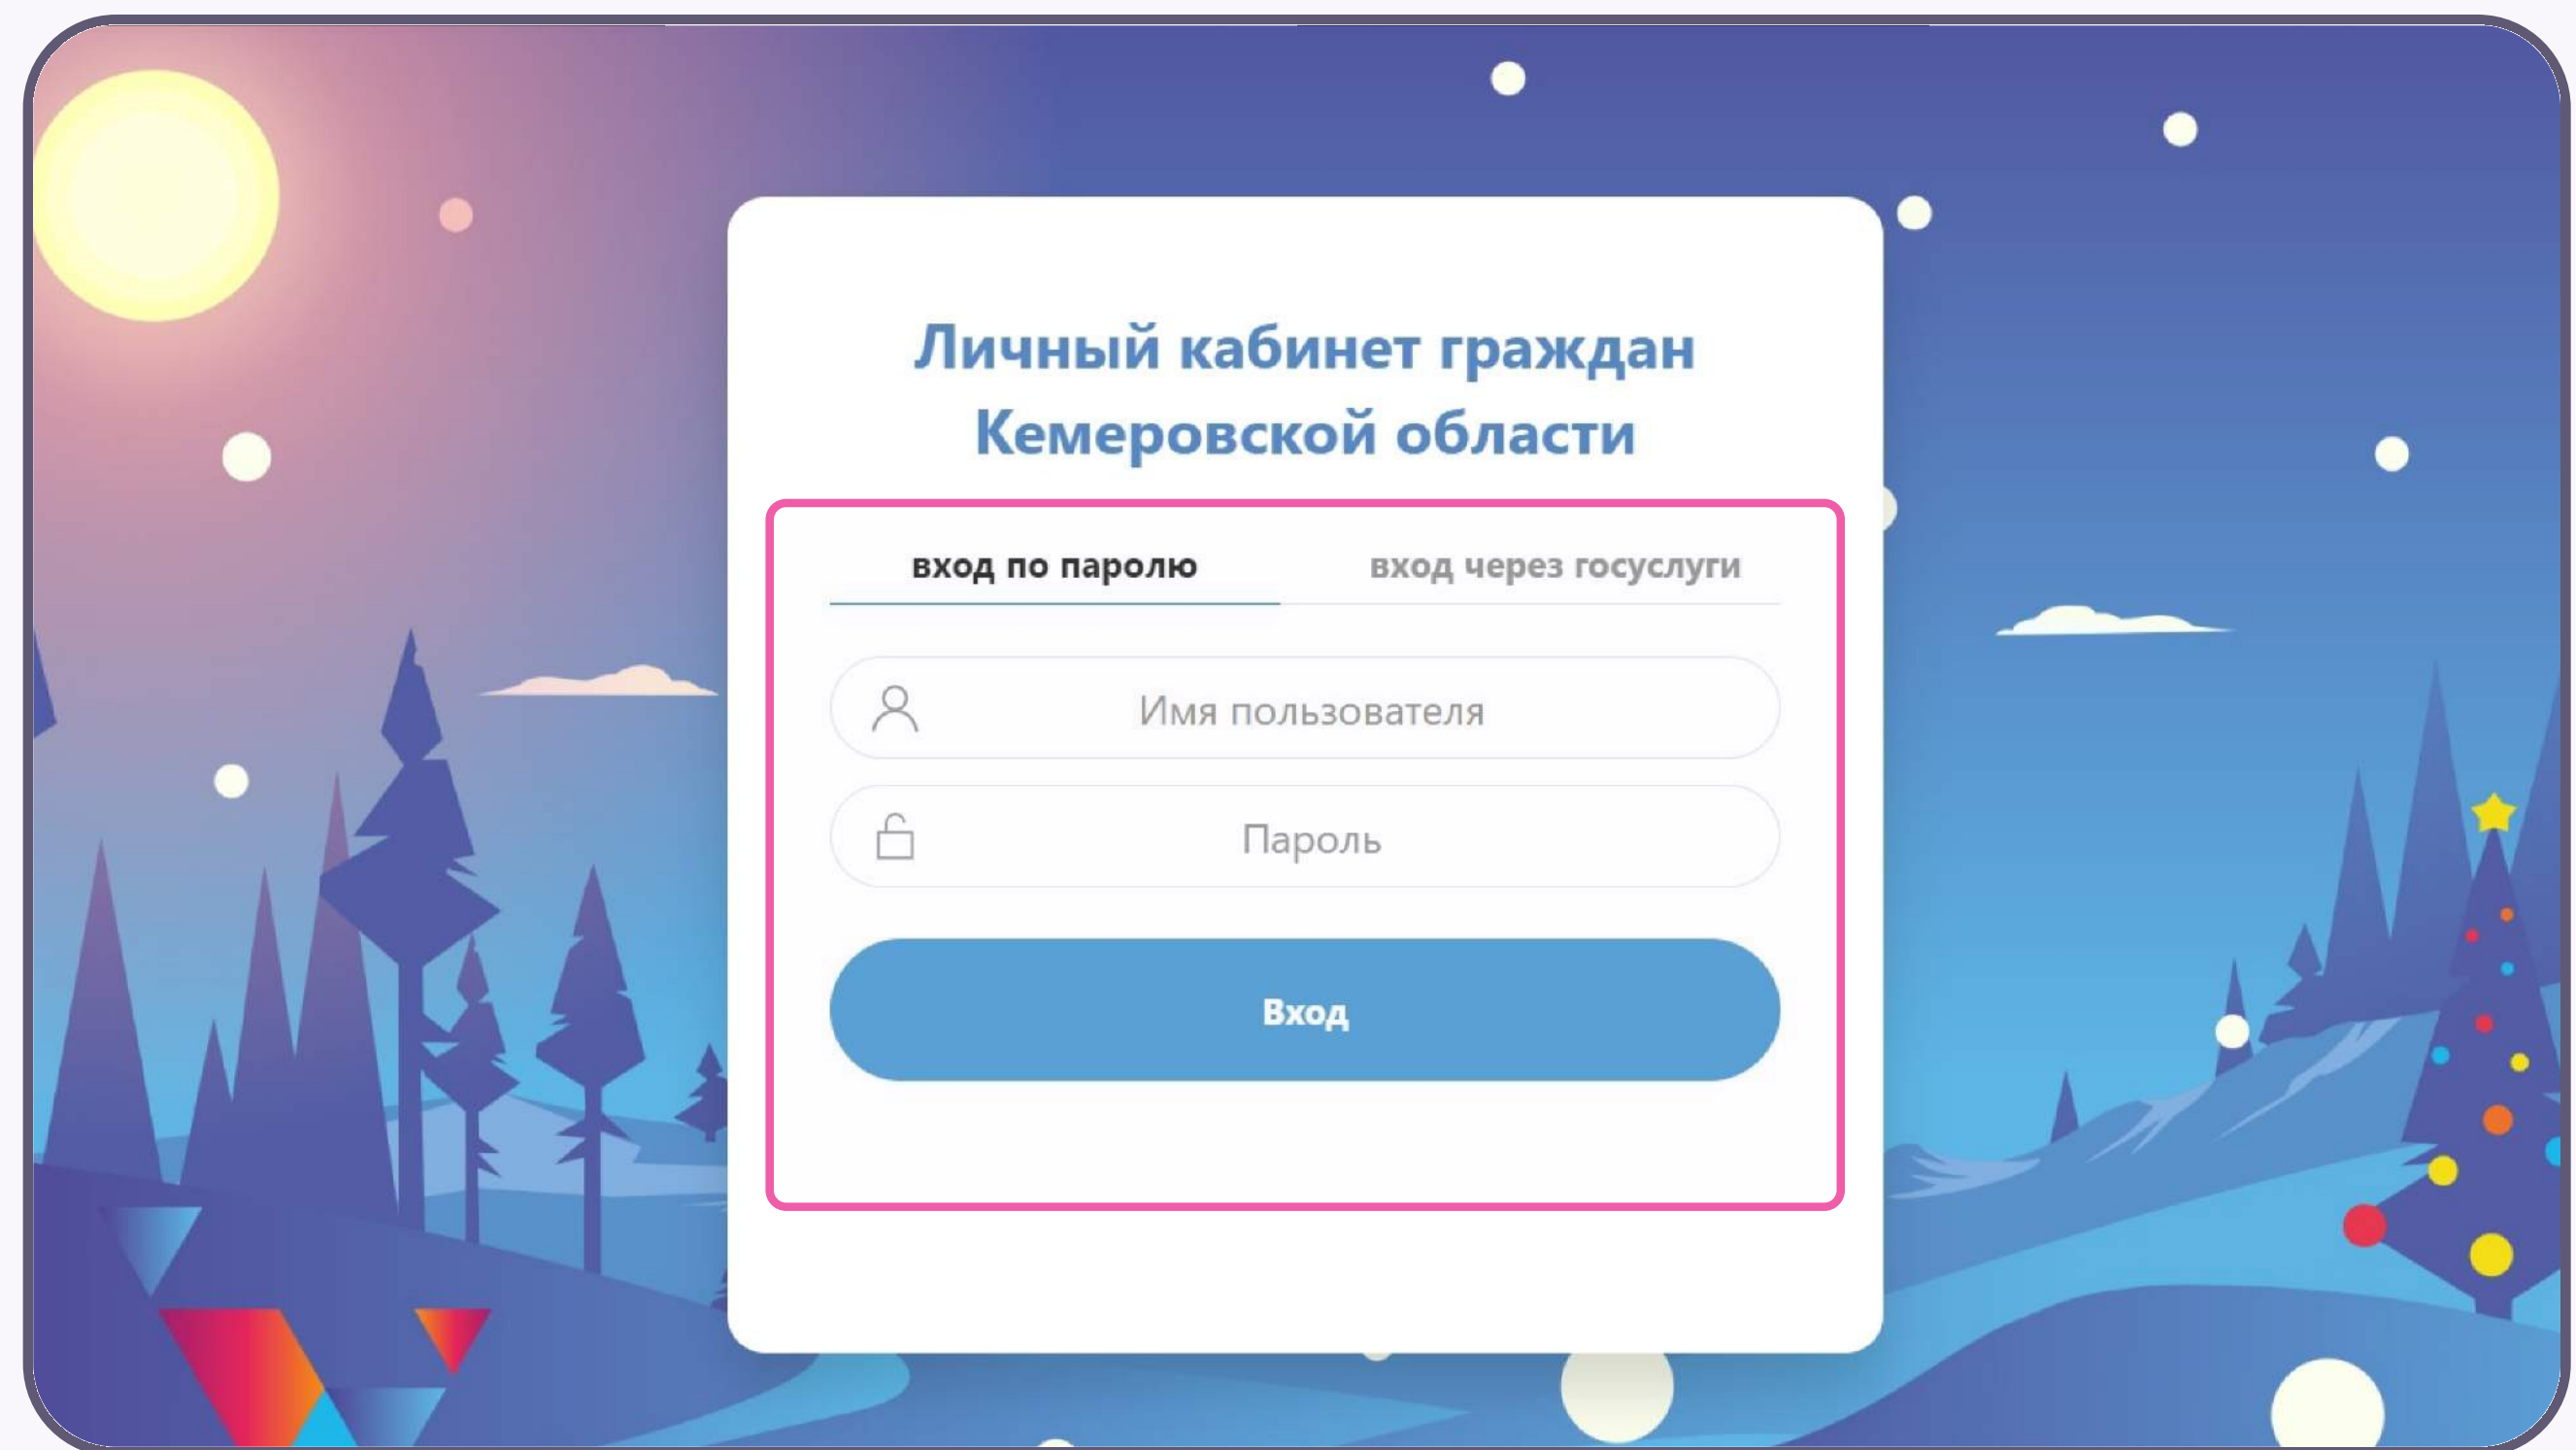 Личный кабинет граждан
Кемеровской области
вход по паролю
вход через госуслуги
Имя пользователя
Пароль
Вход